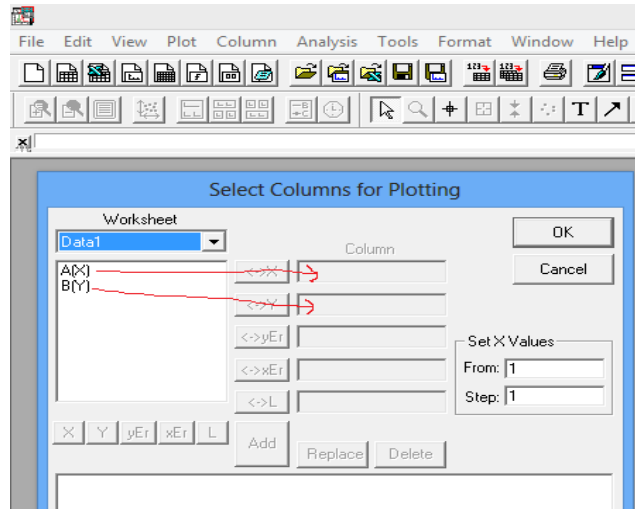 File Edit View Plot Column Analysis Tools Format Window Help
Select Columns for Plotting
Worksheet
Data1
Column
OK
Cancel
A(X)
B(Y)
<->X
<->Y
<->yEr
<->xEr
<->L
Set X Values
From: 1
Step: 1
X Y yEr xEr L
Add
Replace
Delete